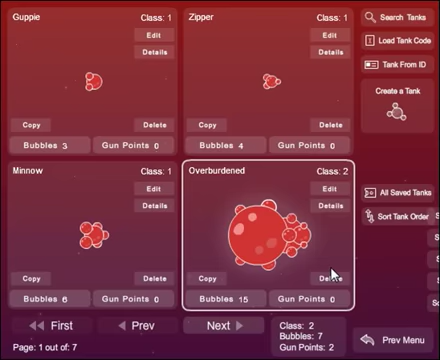 Guppie Class: 1
Edit
Details
Copy Delete
Bubbles 3 Gun Points 0
Zipper Class: 1
Edit
Details
Copy Delete
Bubbles 4 Gun Points 0
Minnow Class: 1
Edit
Details
Copy Delete
Bubbles 6 Gun Points 0
Overburdened Class: 2
Edit
Details
Copy Delete
Bubbles 15 Gun Points 0
Search Tanks
Load Tank Code
Tank From ID
Create a Tank
All Saved Tanks
Sort Tank Order
First Prev Next
Page: 1 out of: 7
Class: 2
Bubbles: 7
Gun Points: 2
Prev Menu